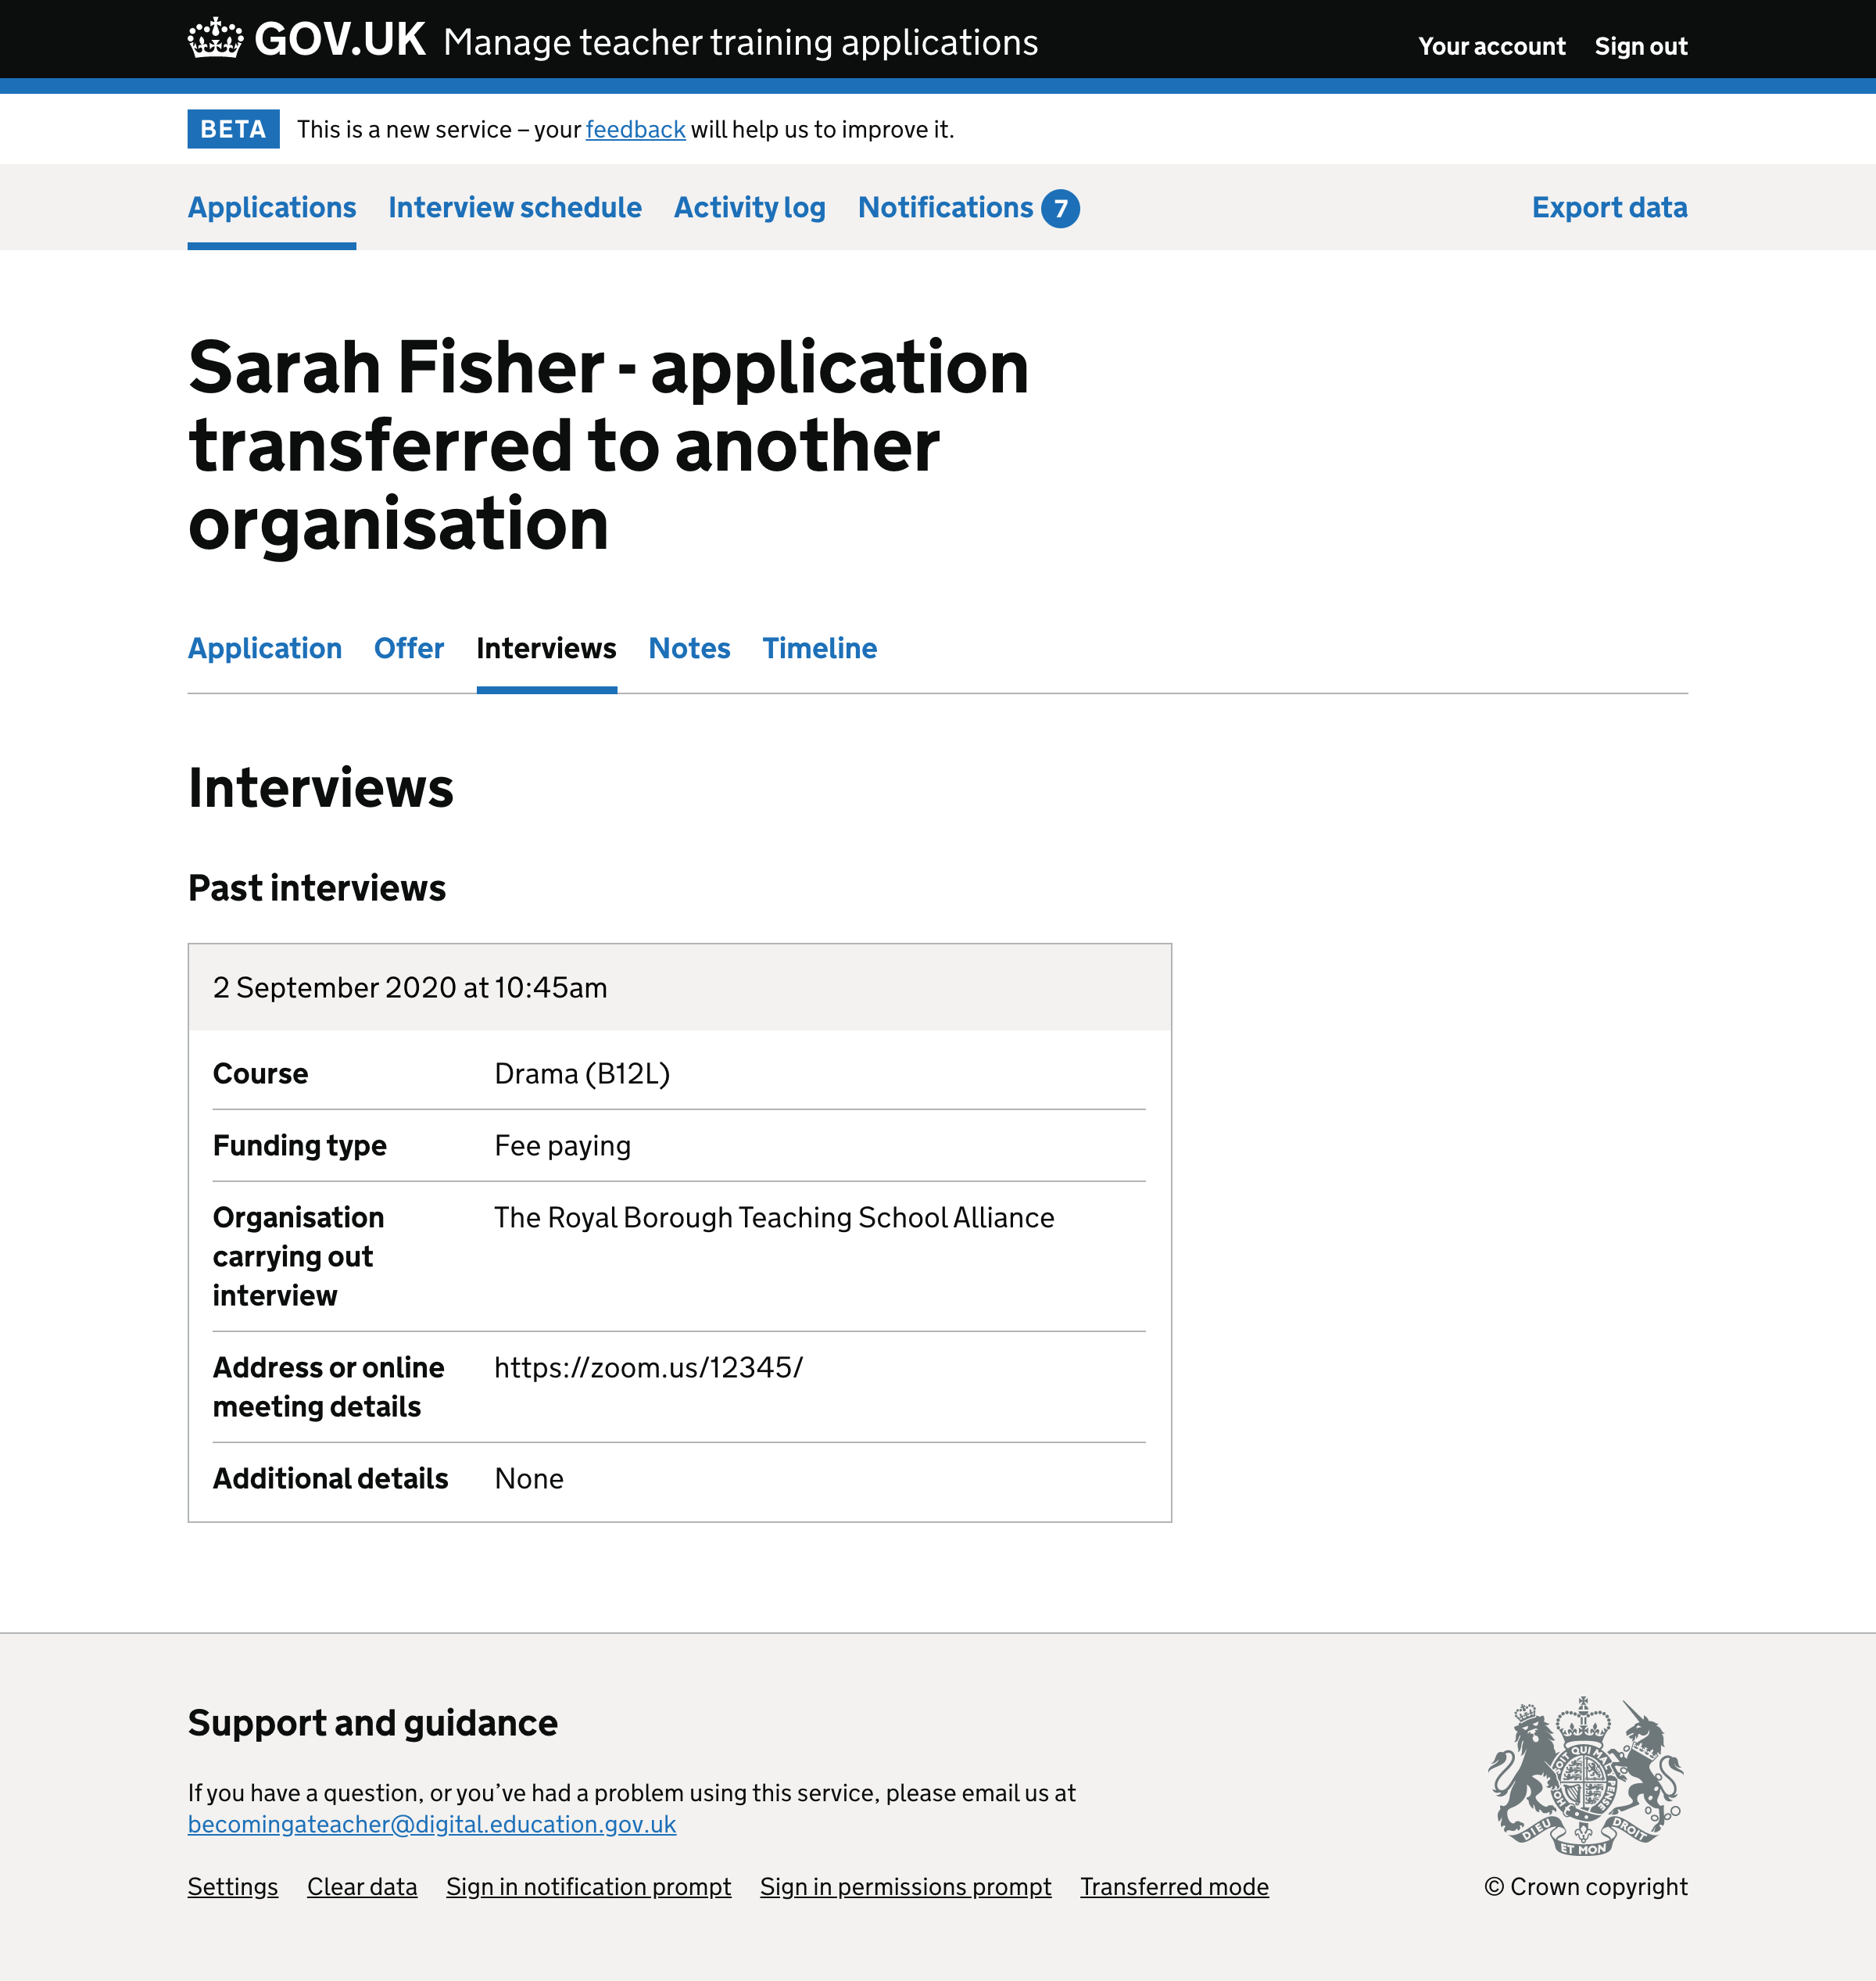 GOV.UK Manage teacher training applications
Your account Sign out
BETA This is a new service – your feedback will help us to improve it.
Applications Interview schedule Activity log Notifications 7 Export data
Sarah Fisher - application
transferred to another
organisation
Application Offer Interviews Notes Timeline
Interviews
Past interviews
2 September 2020 at 10:45am
Course Drama (B12L)
Funding type Fee paying
Organisation The Royal Borough Teaching School Alliance
carrying out
interview
Address or online https://zoom.us/12345/
meeting details
Additional details None
Support and guidance
If you have a question, or you’ve had a problem using this service, please email us at
becomingateacher@digital.education.gov.uk
Settings Clear data Sign in notification prompt Sign in permissions prompt Transferred mode
DIEU ET MON DROIT
© Crown copyright